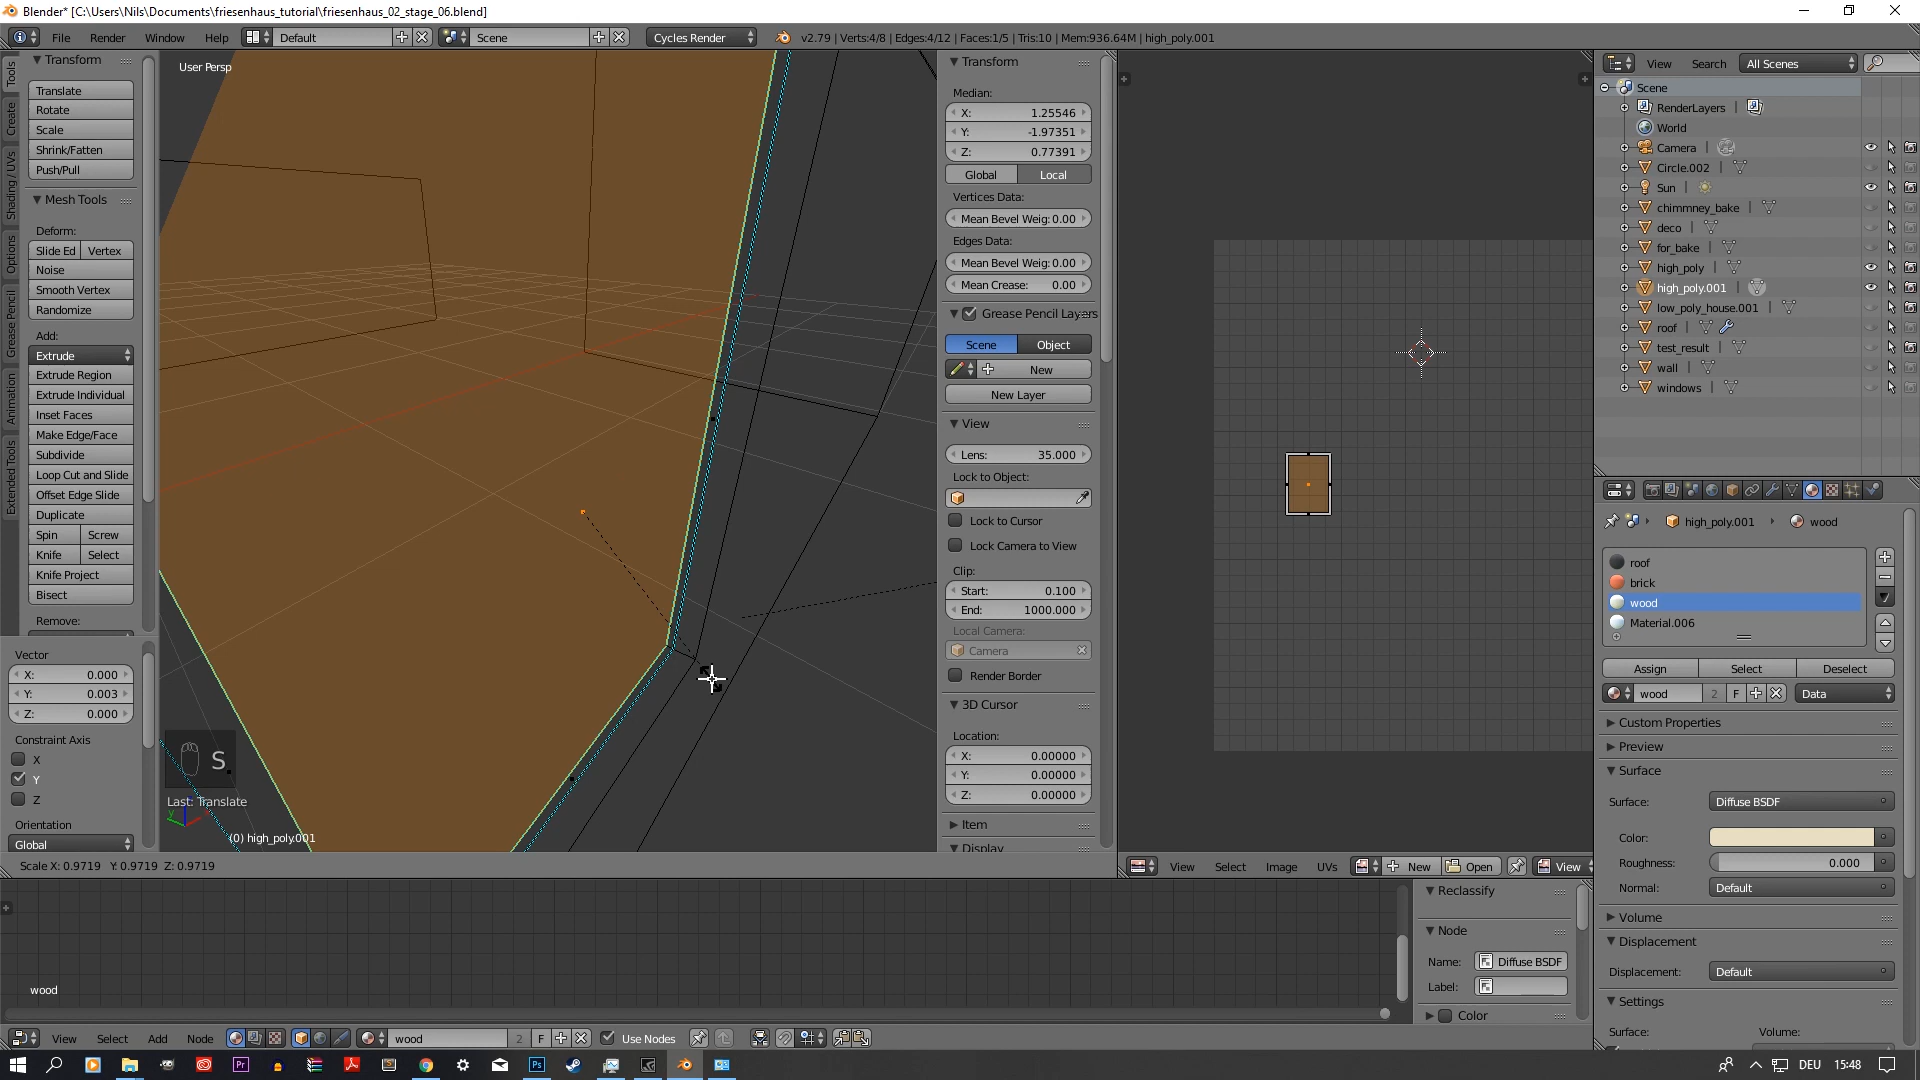 Blender* [C:\Users\Nils\Documents\friesenhaus_tutorial\friesenhaus_02_stage_06.blend]
File Render Window Help Default Scene Cycles Render v2.79 | Verts:4/8 | Edges:4/12 | Faces:1/5 | Tris:10 | Mem:936.64M | high_poly.001
Tools
Create
Shading / UVs
Options
Grease Pencil
Animation
Extended Tools
Transform
Translate
Rotate
Scale
Shrink/Fatten
Push/Pull
Mesh Tools
Deform:
Slide Ed Vertex
Noise
Smooth Vertex
Randomize
Add:
Extrude
Extrude Region
Extrude Individual
Inset Faces
Make Edge/Face
Subdivide
Loop Cut and Slide
Offset Edge Slide
Duplicate
Spin Screw
Knife Select
Knife Project
Bisect
Remove:
Vector
X: 0.000
Y: 0.003
Z: 0.000
Constraint Axis
X
Y
Z
Orientation
Global
User Persp
S
Last: Translate
(0) high_poly.001
Scale X: 0.9719 Y: 0.9719 Z: 0.9719
Transform
Median:
X: 1.25546
Y: -1.97351
Z: 0.77391
Global Local
Vertices Data:
Mean Bevel Weig: 0.00
Edges Data:
Mean Bevel Weig: 0.00
Mean Crease: 0.00
Grease Pencil Layers
Scene Object
New
New Layer
View
Lens: 35.000
Lock to Object:
Lock to Cursor
Lock Camera to View
Clip:
Start: 0.100
End: 1000.000
Local Camera:
Camera
Render Border
3D Cursor
Location:
X: 0.00000
Y: 0.00000
Z: 0.00000
Item
Display
View Select Image UVs New Open View
View Search All Scenes
Scene
RenderLayers
World
Camera
Circle.002
Sun
chimmney_bake
deco
for_bake
high_poly
high_poly.001
low_poly_house.001
roof
test_result
wall
windows
high_poly.001 wood
roof
brick
wood
Material.006
Assign Select Deselect
wood 2 F Data
Custom Properties
Preview
Surface
Surface: Diffuse BSDF
Color:
Roughness: 0.000
Normal: Default
Volume
Displacement
Displacement: Default
Settings
Surface: Volume:
wood
Reclassify
Node
Name: Diffuse BSDF
Label:
Color
View Select Add Node wood 2 F Use Nodes
Pr Ps DEU 15:48